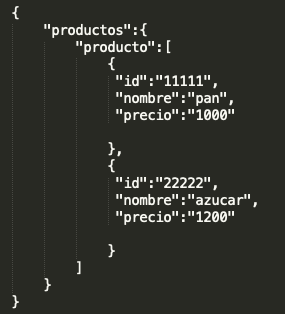 {
"productos":{
"producto":[
{
"id":"11111",
"nombre":"pan",
"precio":"1000"
},
{
"id":"22222",
"nombre":"azucar",
"precio":"1200"
}
]
}
}